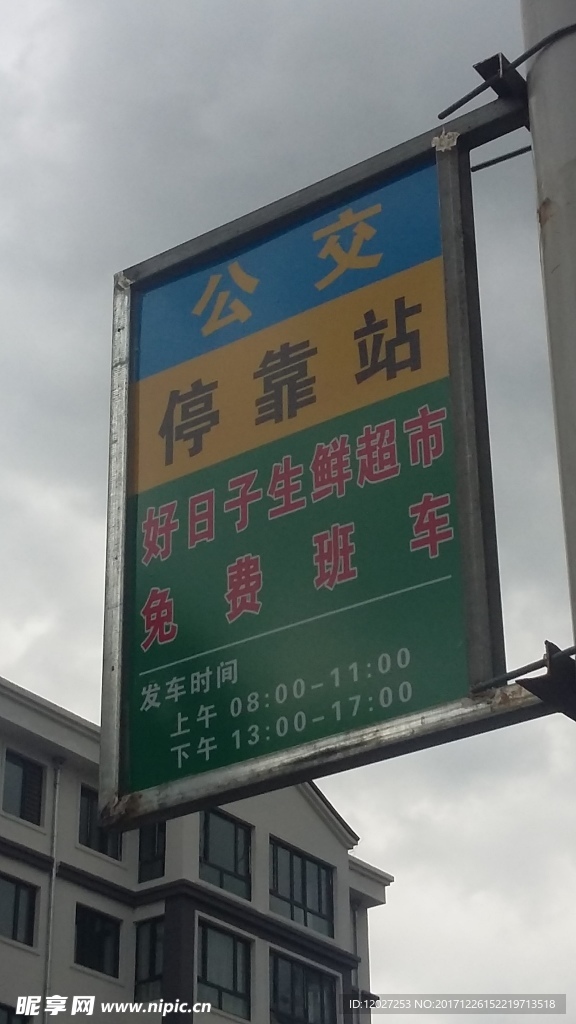 公交
停靠站
好日子生鲜超市
免费班车
发车时间
上午 08:00-11:00
下午 13:00-17:00
昵享网 www.nipic.cn
ID:12027253 NO:20171226152219713518